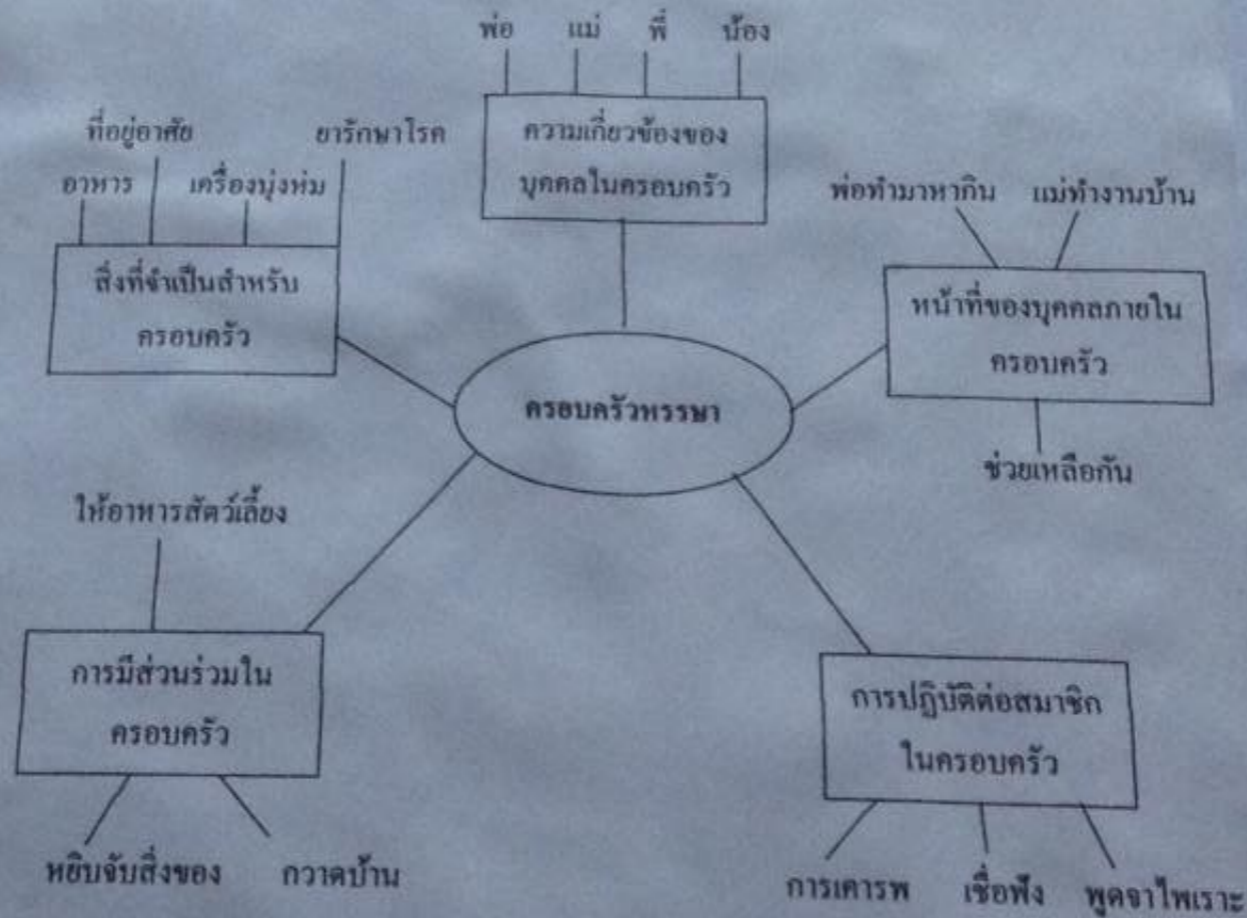 พ่อ แม่ พี่ น้อง
ความเกี่ยวข้องของ
บุคคลในครอบครัว
ที่อยู่อาศัย ยารักษาโรค
อาหาร เครื่องนุ่งห่ม
สิ่งที่จำเป็นสำหรับ
ครอบครัว
พ่อทำมาหากิน แม่ทำงานบ้าน
หน้าที่ของบุคคลภายใน
ครอบครัว
ช่วยเหลือกัน
ครอบครัวหรรษา
ให้อาหารสัตว์เลี้ยง
การมีส่วนร่วมใน
ครอบครัว
หยิบจับสิ่งของ กวาดบ้าน
การปฏิบัติต่อสมาชิก
ในครอบครัว
การเคารพ เชื่อฟัง พูดจาไพเราะ